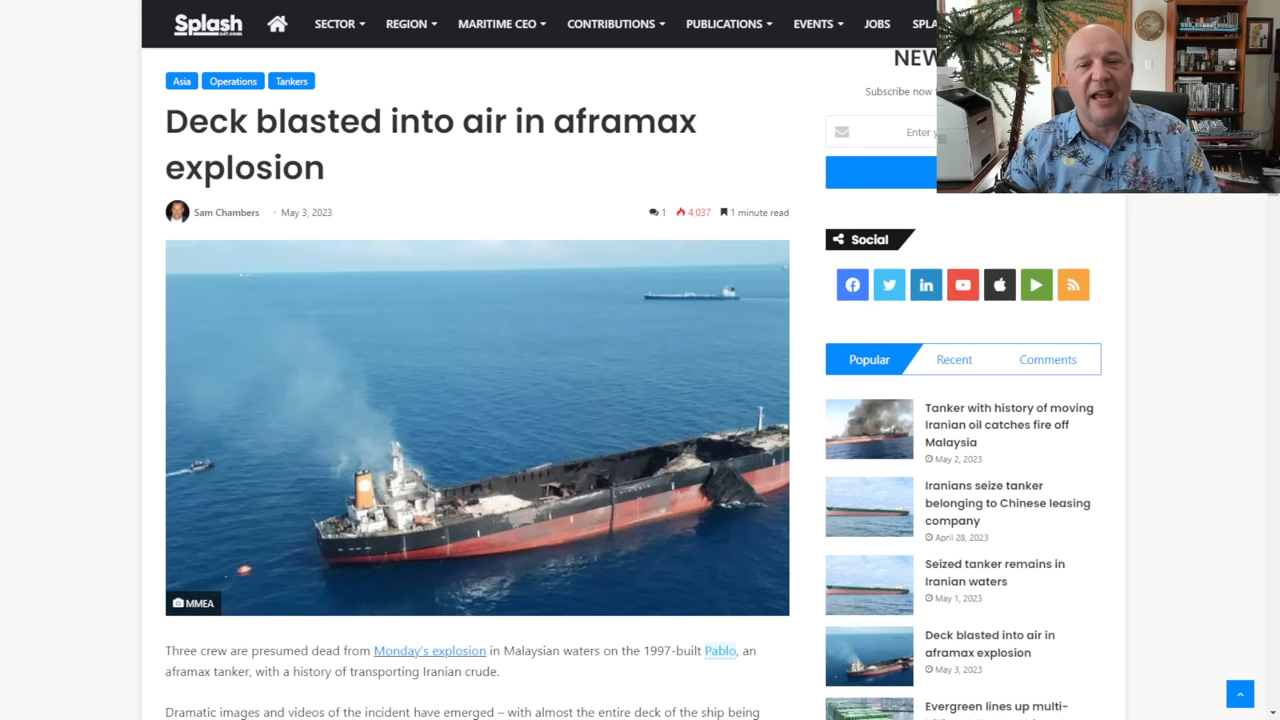 Splash
247.com
SECTOR
REGION
MARITIME CEO
CONTRIBUTIONS
PUBLICATIONS
EVENTS
JOBS
SPLA
Asia
Operations
Tankers
Deck blasted into air in aframax
explosion
Sam Chambers
- May 3, 2023
1
4,037
1 minute read
MMEA
Three crew are presumed dead from Monday's explosion in Malaysian waters on the 1997-built Pablo, an
aframax tanker, with a history of transporting Iranian crude.
Dramatic images and videos of the incident have emerged – with almost the entire deck of the ship being
NEW
Subscribe now
Enter
Social
Popular
Recent
Comments
Tanker with history of moving
Iranian oil catches fire off
Malaysia
May 2, 2023
Iranians seize tanker
belonging to Chinese leasing
company
April 28, 2023
Seized tanker remains in
Iranian waters
May 1, 2023
Deck blasted into air in
aframax explosion
May 3, 2023
Evergreen lines up multi-